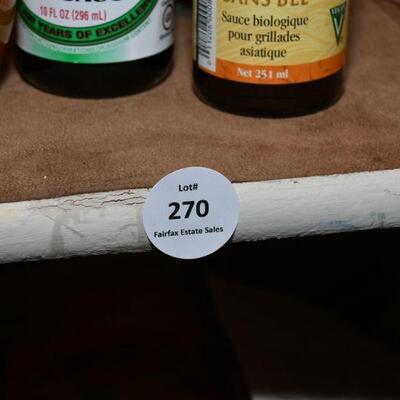 10 FL OZ (296 mL)
YEARS OF EXCELLENCE
Sauce biologique
pour grillades
asiatique
Net 251 ml
Lot#
270
Fairfax Estate Sales